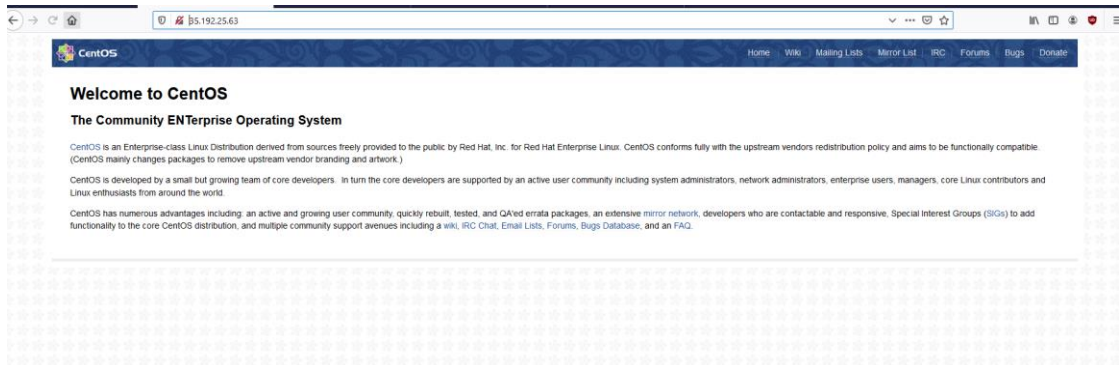 35.192.25.63
CentOS
Home Wiki Mailing Lists Mirror List IRC Forums Bugs Donate
Welcome to CentOS
The Community ENTerprise Operating System
CentOS is an Enterprise-class Linux Distribution derived from sources freely provided to the public by Red Hat, Inc. for Red Hat Enterprise Linux. CentOS conforms fully with the upstream vendors redistribution policy and aims to be functionally compatible.
(CentOS mainly changes packages to remove upstream vendor branding and artwork.)
CentOS is developed by a small but growing team of core developers. In turn the core developers are supported by an active user community including system administrators, network administrators, enterprise users, managers, core Linux contributors and
Linux enthusiasts from around the world.
CentOS has numerous advantages including: an active and growing user community, quickly rebuilt, tested, and QA'ed errata packages, an extensive mirror network, developers who are contactable and responsive, Special Interest Groups (SIGs) to add
functionality to the core CentOS distribution, and multiple community support avenues including a wiki, IRC Chat, Email Lists, Forums, Bugs Database, and an FAQ.